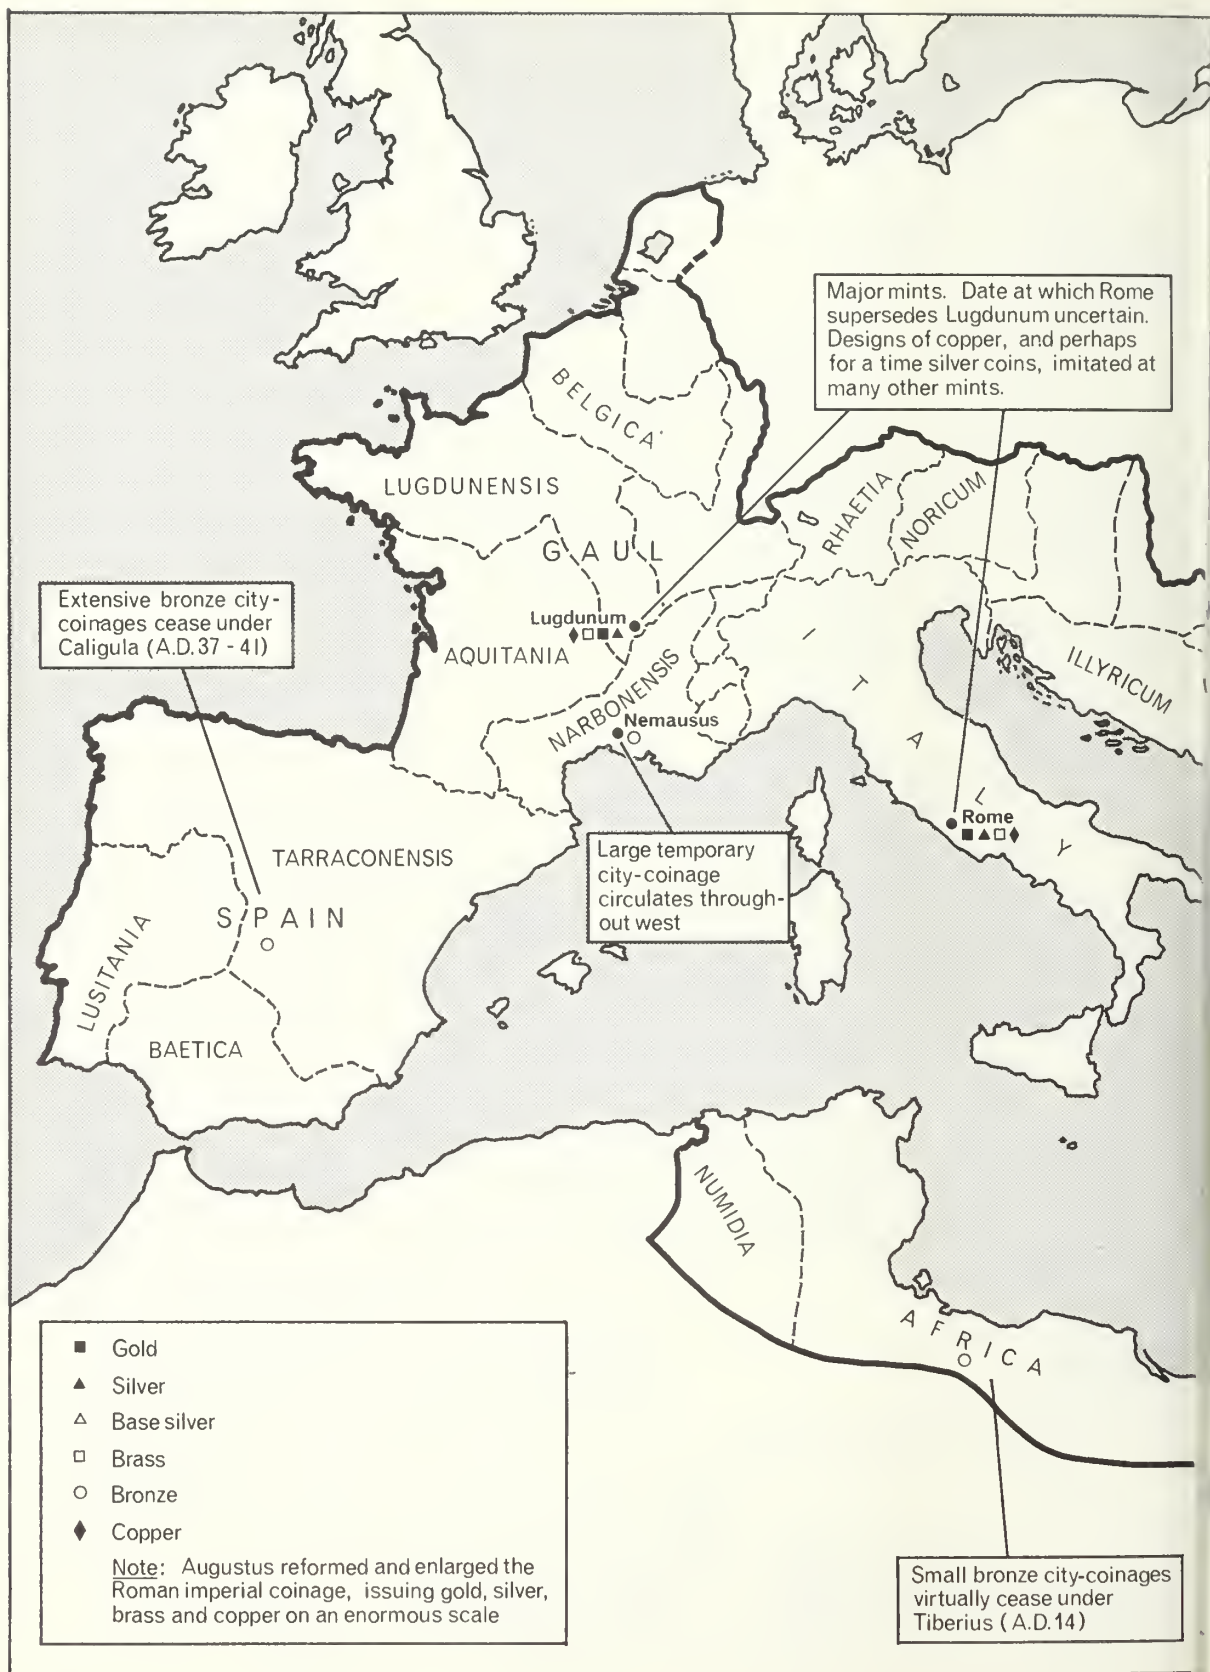 Major mints. Date at which Rome
supersedes Lugdunum uncertain.
Designs of copper, and perhaps
for a time silver coins, imitated at
many other mints.
BELGICA
LUGDUNENSIS
RHAETIA
NORICUM
GAUL
Extensive bronze city-
coinages cease under
Caligula (A.D. 37 - 41)
Lugdunum
AQUITANIA
ITALY
ILLYRICUM
NARBONENSIS
Nemausus
Rome
Large temporary
city-coinage
circulates through-
out west
TARRACONENSIS
SPAIN
LUSITANIA
BAETICA
NUMIDIA
AFRICA
Gold
Silver
Base silver
Brass
Bronze
Copper
Note: Augustus reformed and enlarged the
Roman imperial coinage, issuing gold, silver,
brass and copper on an enormous scale
Small bronze city-coinages
virtually cease under
Tiberius (A.D. 14)